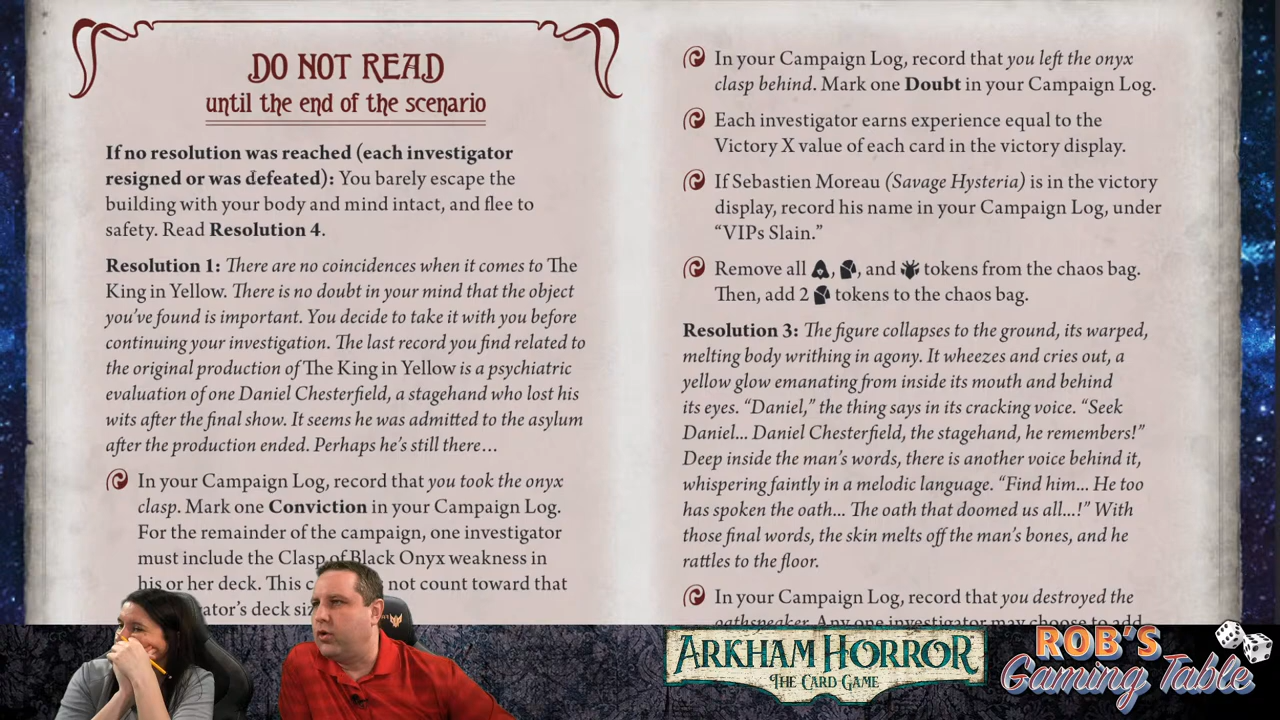 DO NOT READ
until the end of the scenario
If no resolution was reached (each investigator
resigned or was defeated): You barely escape the
building with your body and mind intact, and flee to
safety. Read Resolution 4.
Resolution 1: There are no coincidences when it comes to The
King in Yellow. There is no doubt in your mind that the object
you’ve found is important. You decide to take it with you before
continuing your investigation. The last record you find related to
the original production of The King in Yellow is a psychiatric
evaluation of one Daniel Chesterfield, a stagehand who lost his
wits after the final show. It seems he was admitted to the asylum
after the production ended. Perhaps he’s still there…
In your Campaign Log, record that you took the onyx
clasp. Mark one Conviction in your Campaign Log.
For the remainder of the campaign, one investigator
must include the Clasp of Black Onyx weakness in
his or her deck. This not count toward that
deck
In your Campaign Log, record that you left the onyx
clasp behind. Mark one Doubt in your Campaign Log.
Each investigator earns experience equal to the
Victory X value of each card in the victory display.
If Sebastien Moreau (Savage Hysteria) is in the victory
display, record his name in your Campaign Log, under
“VIPs Slain.”
Remove all , , and tokens from the chaos bag.
Then, add 2 tokens to the chaos bag.
Resolution 3: The figure collapses to the ground, its warped,
melting body writhing in agony. It wheezes and cries out, a
yellow glow emanating from inside its mouth and behind
its eyes. “Daniel,” the thing says in its cracking voice. “Seek
Daniel… Daniel Chesterfield, the stagehand, he remembers!”
Deep inside the man’s words, there is another voice behind it,
whispering faintly in a melodic language. “Find him… He too
has spoken the oath… The oath that doomed us all…!” With
those final words, the skin melts off the man’s bones, and he
rattles to the floor.
In your Campaign Log, record that you destroyed the
oathspeaker. Any one investigator may choose to add
ARKHAM HORROR
THE CARD GAME
ROB'S
Gaming Table